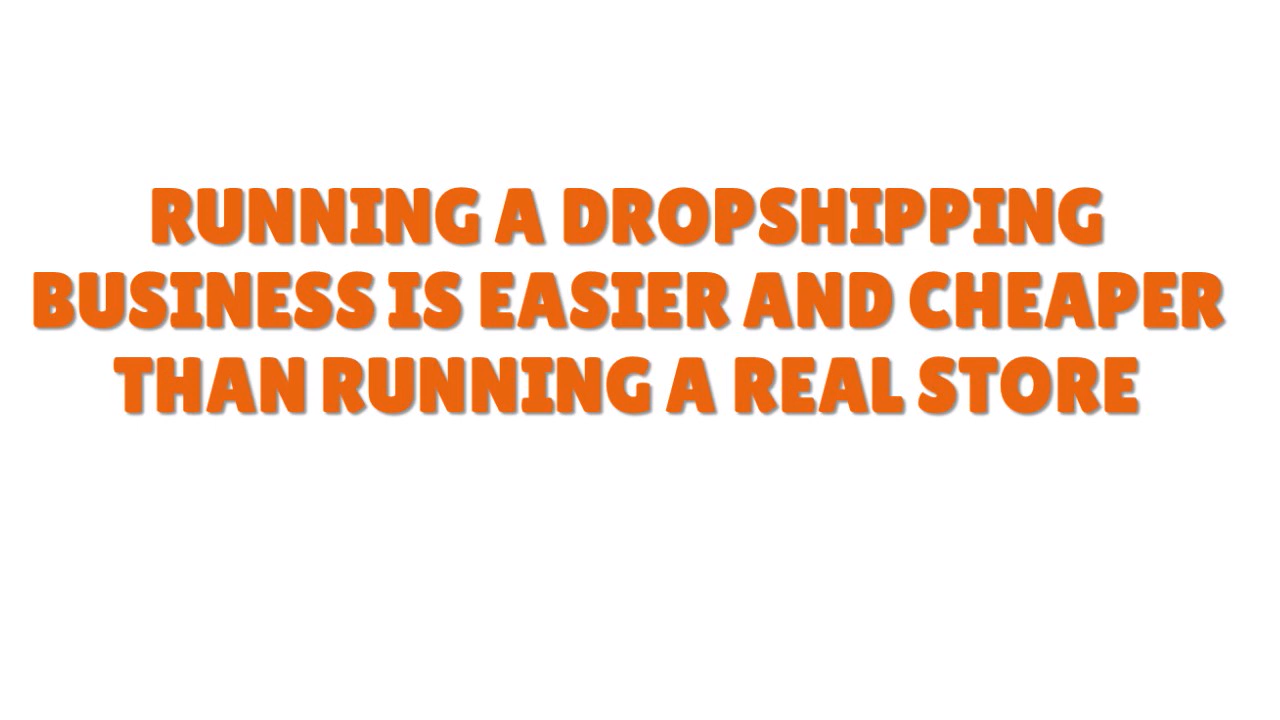 RUNNING A DROPSHIPPING
BUSINESS IS EASIER AND CHEAPER
THAN RUNNING A REAL STORE